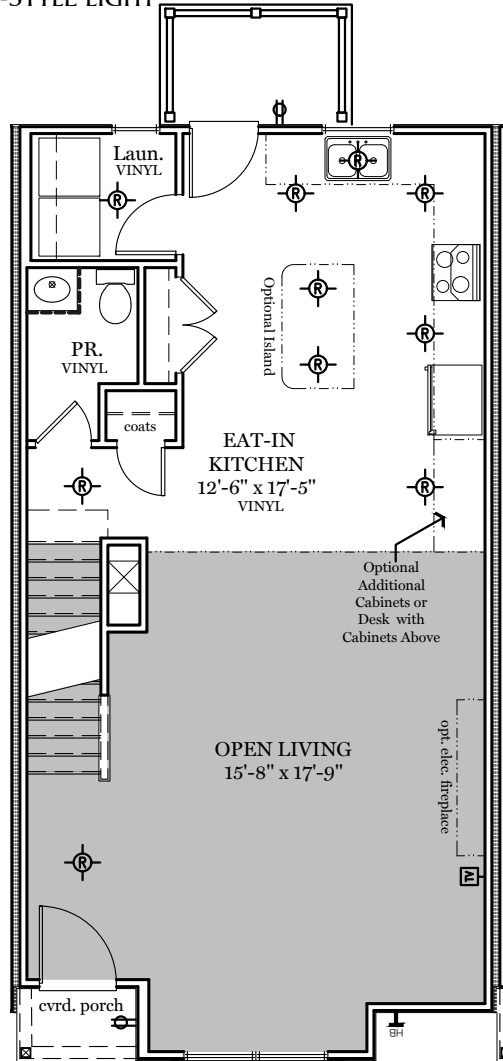 -STYLE LIGHT
Laun.
VINYL
R
R
R
R
PR.
VINYL
Optional Island
R
R
R
coats
EAT-IN
KITCHEN
12'-6" x 17'-5"
VINYL
R
R
Optional
Additional
Cabinets or
Desk with
Cabinets Above
OPEN LIVING
15'-8" x 17'-9"
opt. elec. fireplace
R
TV
cvrd. porch
HB